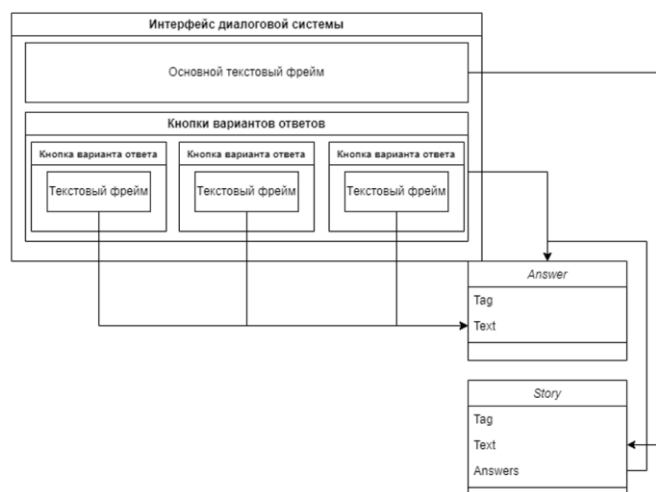 Интерфейс диалоговой системы
Основной текстовый фрейм
Кнопки вариантов ответов
Кнопка варианта ответа
Кнопка варианта ответа
Кнопка варианта ответа
Текстовый фрейм
Текстовый фрейм
Текстовый фрейм
Answer
Tag
Text
Story
Tag
Text
Answers